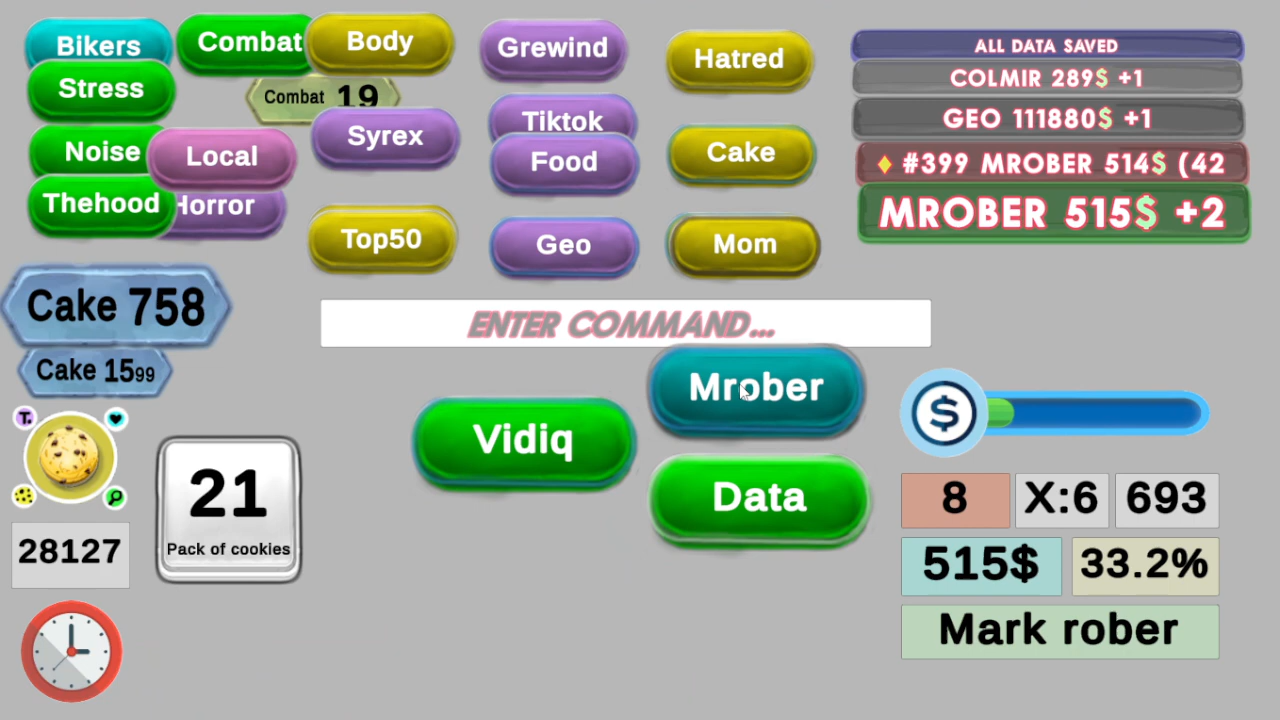 Bikers
Combat
Body
Grewind
Hatred
Stress
Combat 19
Noise
Local
Syrex
Tiktok
Food
Cake
Thehood
Horror
Top50
Geo
Mom
ALL DATA SAVED
COLMIR 289$ +1
GEO 111880$ +1
#399 MROBER 514$ (42
MROBER 515$ +2
Cake 758
Cake 1599
ENTER COMMAND...
Mrober
Vidiq
Data
T.
$
21
Pack of cookies
28127
8
X:6
693
515$
33.2%
Mark rober